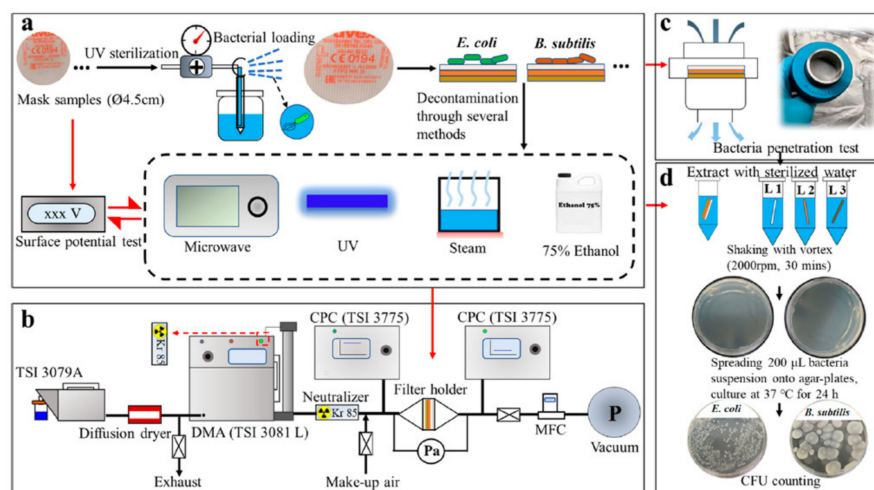 a
UV sterilization
Bacterial loading
CE 0194
Mask samples (Ø4.5cm)
CE 0194
E. coli
B. subtilis
Decontamination
through several
methods
xxx V
Surface potential test
Microwave
UV
Steam
Ethanol 75%
75% Ethanol
b
TSI 3079A
Diffusion dryer
Exhaust
Kr 85
DMA (TSI 3081 L)
Neutralizer
Kr 85
Make-up air
CPC (TSI 3775)
Filter holder
Pa
CPC (TSI 3775)
MFC
P
Vacuum
c
Bacteria penetration test
d
Extract with sterilized water
L 1
L 2
L 3
Shaking with vortex
(2000rpm, 30 mins)
Spreading 200 μL bacteria
suspension onto agar-plates,
culture at 37 °C for 24 h
E. coli
B. subtilis
CFU counting